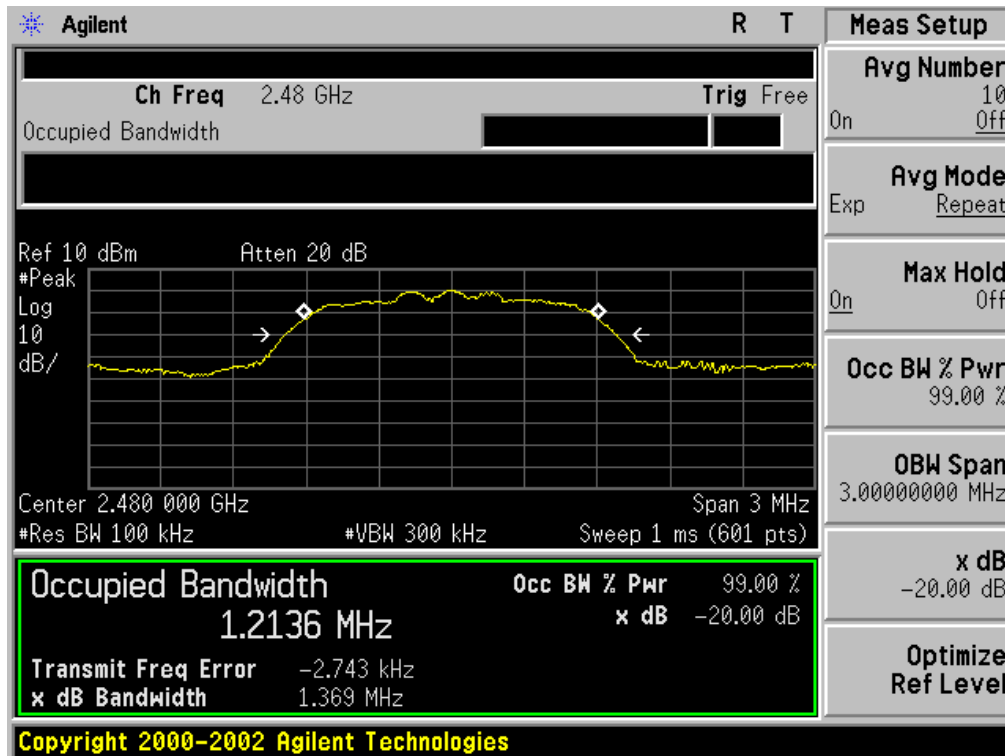 Agilent R T
Ch Freq 2.48 GHz Trig Free
Occupied Bandwidth
Ref 10 dBm Atten 20 dB
#Peak
Log
10
dB/
Center 2.480 000 GHz Span 3 MHz
#Res BW 100 kHz #VBW 300 kHz Sweep 1 ms (601 pts)
Occupied Bandwidth Occ BW % Pwr 99.00 %
1.2136 MHz x dB -20.00 dB
Transmit Freq Error -2.743 kHz
x dB Bandwidth 1.369 MHz
Copyright 2000-2002 Agilent Technologies
Meas Setup
Avg Number
10
On Off
Avg Mode
Exp Repeat
Max Hold
On Off
Occ BW % Pwr
99.00 %
OBW Span
3.00000000 MHz
x dB
-20.00 dB
Optimize
Ref Level